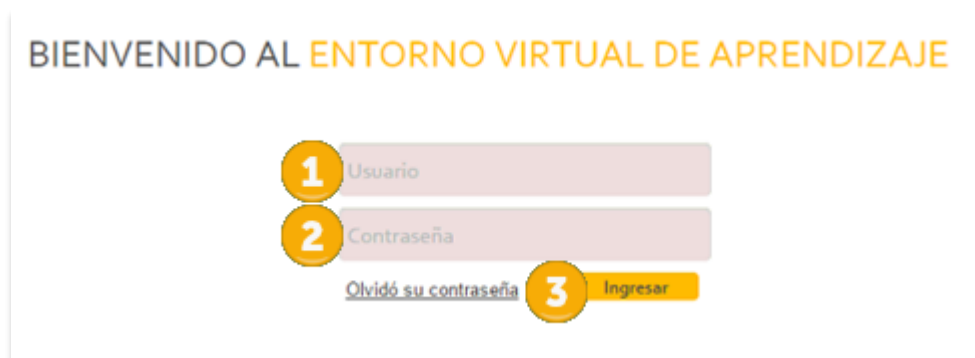 BIENVENIDO AL ENTORNO VIRTUAL DE APRENDIZAJE
1 Usuario
2 Contraseña
Olvidó su contraseña 3 Ingresar